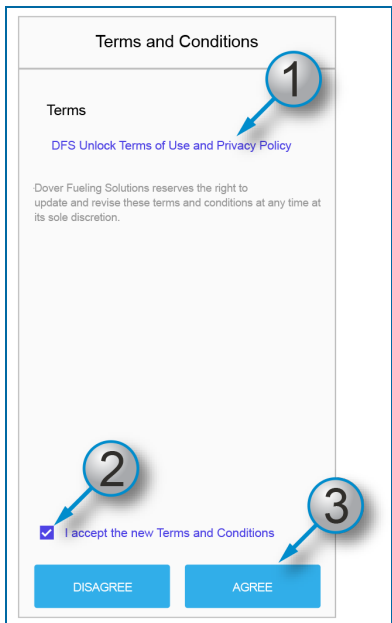 Terms and Conditions
1
Terms
DFS Unlock Terms of Use and Privacy Policy
Dover Fueling Solutions reserves the right to
update and revise these terms and conditions at any time at
its sole discretion.
2
3
I accept the new Terms and Conditions
DISAGREE
AGREE